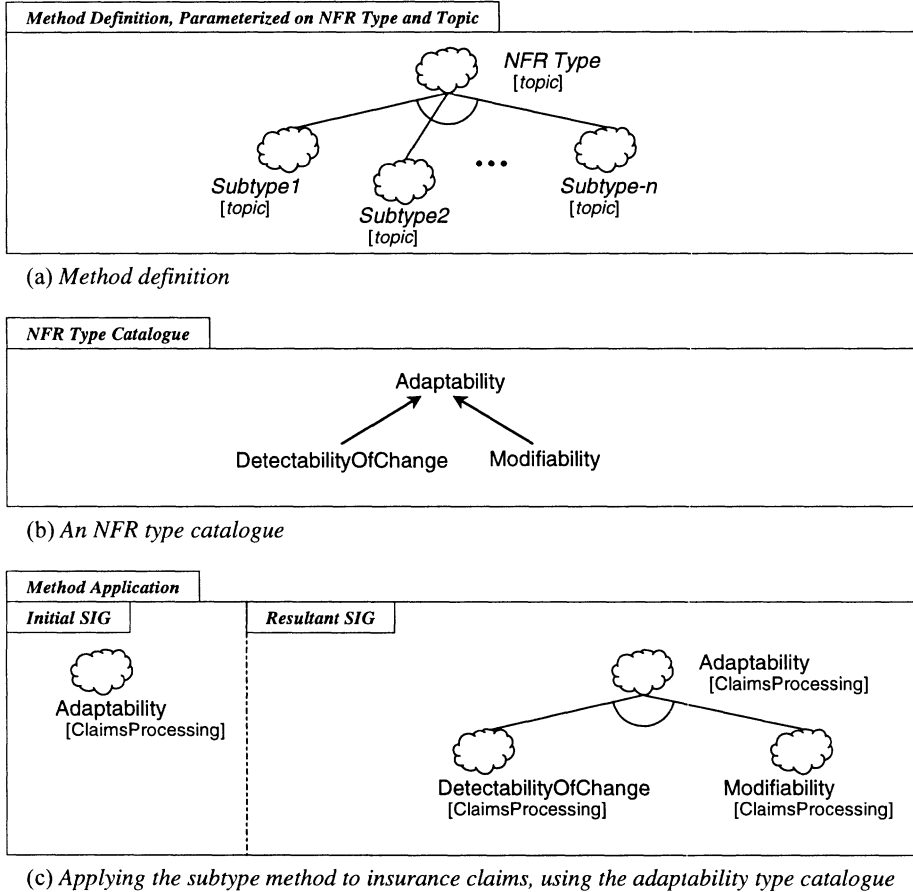 Method Definition, Parameterized on NFR Type and Topic
NFR Type
[topic]
Subtype1
[topic]
Subtype2
[topic]
• • •
Subtype-n
[topic]
(a) Method definition
NFR Type Catalogue
Adaptability
DetectabilityOfChange
Modifiability
(b) An NFR type catalogue
Method Application
Initial SIG
Adaptability
[ClaimsProcessing]
Resultant SIG
Adaptability
[ClaimsProcessing]
DetectabilityOfChange
[ClaimsProcessing]
Modifiability
[ClaimsProcessing]
(c) Applying the subtype method to insurance claims, using the adaptability type catalogue